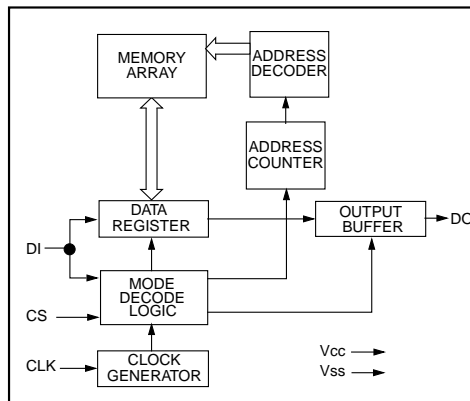 MEMORY
ARRAY
ADDRESS
DECODER
ADDRESS
COUNTER
DATA
REGISTER
OUTPUT
BUFFER
DO
DI
MODE
DECODE
LOGIC
CS
CLK
CLOCK
GENERATOR
Vcc
Vss